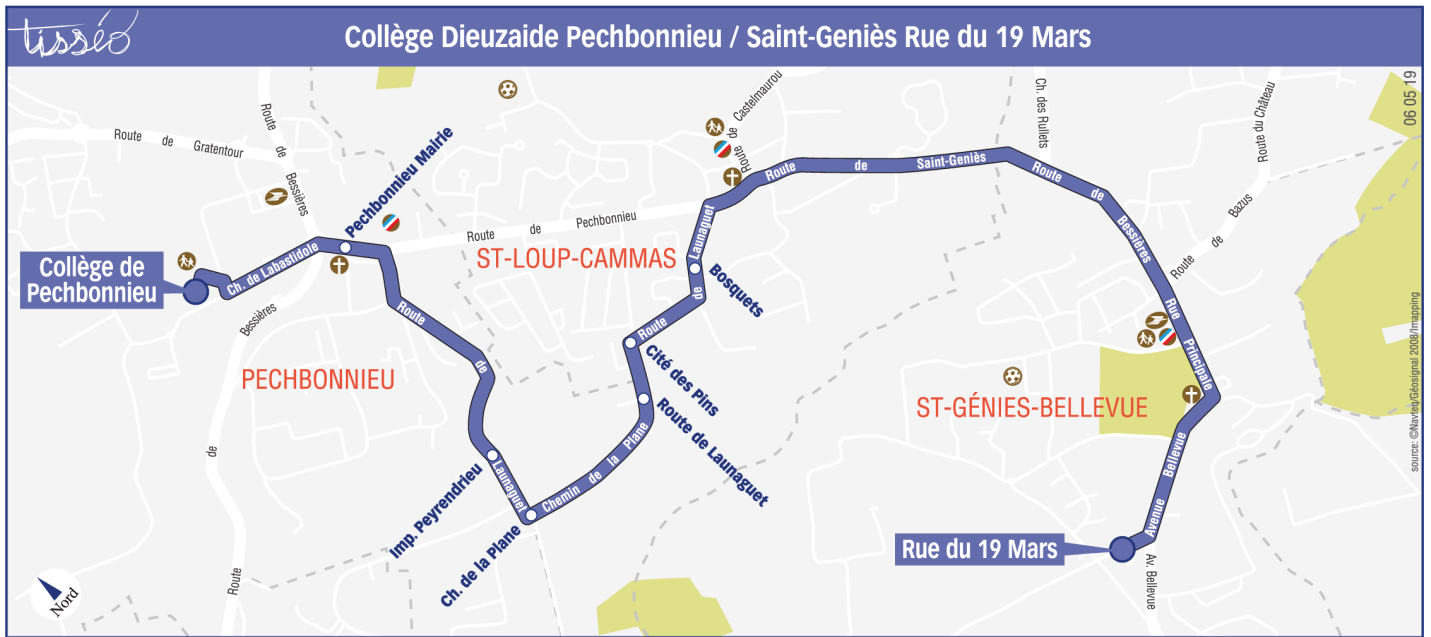 tisséo
Collège Dieuzaide Pechbonnieu / Saint-Geniès Rue du 19 Mars
06 05 19
Route de Gratentour
Route de Bessières
Pechbonnieu Mairie
Route de Castelmaurou
Ch. des Rullets
Route du Château
Route de Saint-Geniès
Route de Bessières
Route de Bazus
Route de Pechbonnieu
ST-LOUP-CAMMAS
Launaguet
de
Route
Bosquets
Collège de
Pechbonnieu
Ch. de Labastidole
Bessières
de
Route
PECHBONNIEU
Route de Launaguet
Cité des Pins
Route de Launaguet
Chemin de la Plane
Imp. Peyrendrieu
Ch. de la Plane
Rue Principale
ST-GÉNIES-BELLEVUE
Avenue Bellevue
Rue du 19 Mars
Av. Bellevue
Nord
source: ©Navteq/Géosignal 2008/Imapping